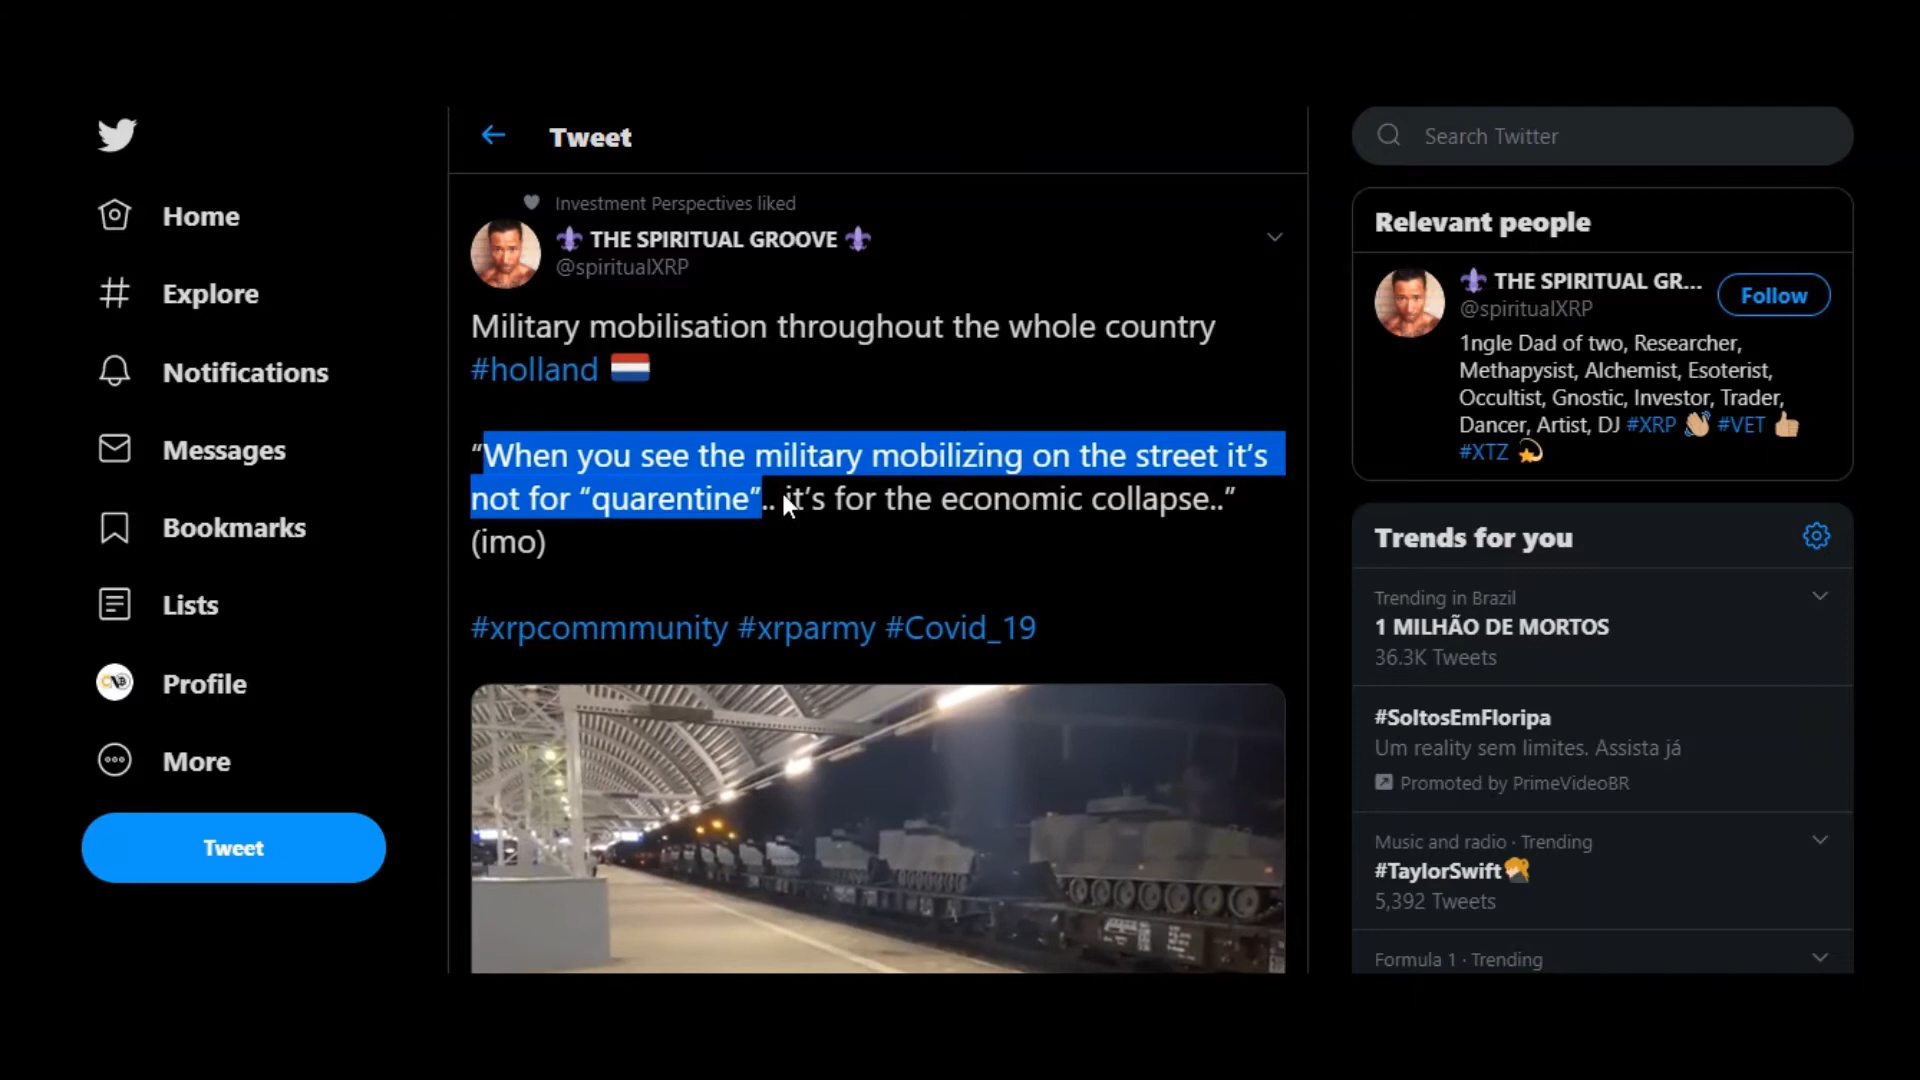 Home
Explore
Notifications
Messages
Bookmarks
Lists
Profile
More
Tweet
Tweet
Investment Perspectives liked
THE SPIRITUAL GROOVE
@spiritualXRP
Military mobilisation throughout the whole country
#holland
“When you see the military mobilizing on the street it’s
not for “quarentine”.. it’s for the economic collapse..”
(imo)
#xrpcommmunity #xrparmy #Covid_19
Search Twitter
Relevant people
THE SPIRITUAL GR...
@spiritualXRP
Follow
1ngle Dad of two, Researcher,
Methapysist, Alchemist, Esoterist,
Occultist, Gnostic, Investor, Trader,
Dancer, Artist, DJ #XRP #VET
#XTZ
Trends for you
Trending in Brazil
1 MILHÃO DE MORTOS
36.3K Tweets
#SoltosEmFloripa
Um reality sem limites. Assista já
Promoted by PrimeVideoBR
Music and radio · Trending
#TaylorSwift
5,392 Tweets
Formula 1 · Trending